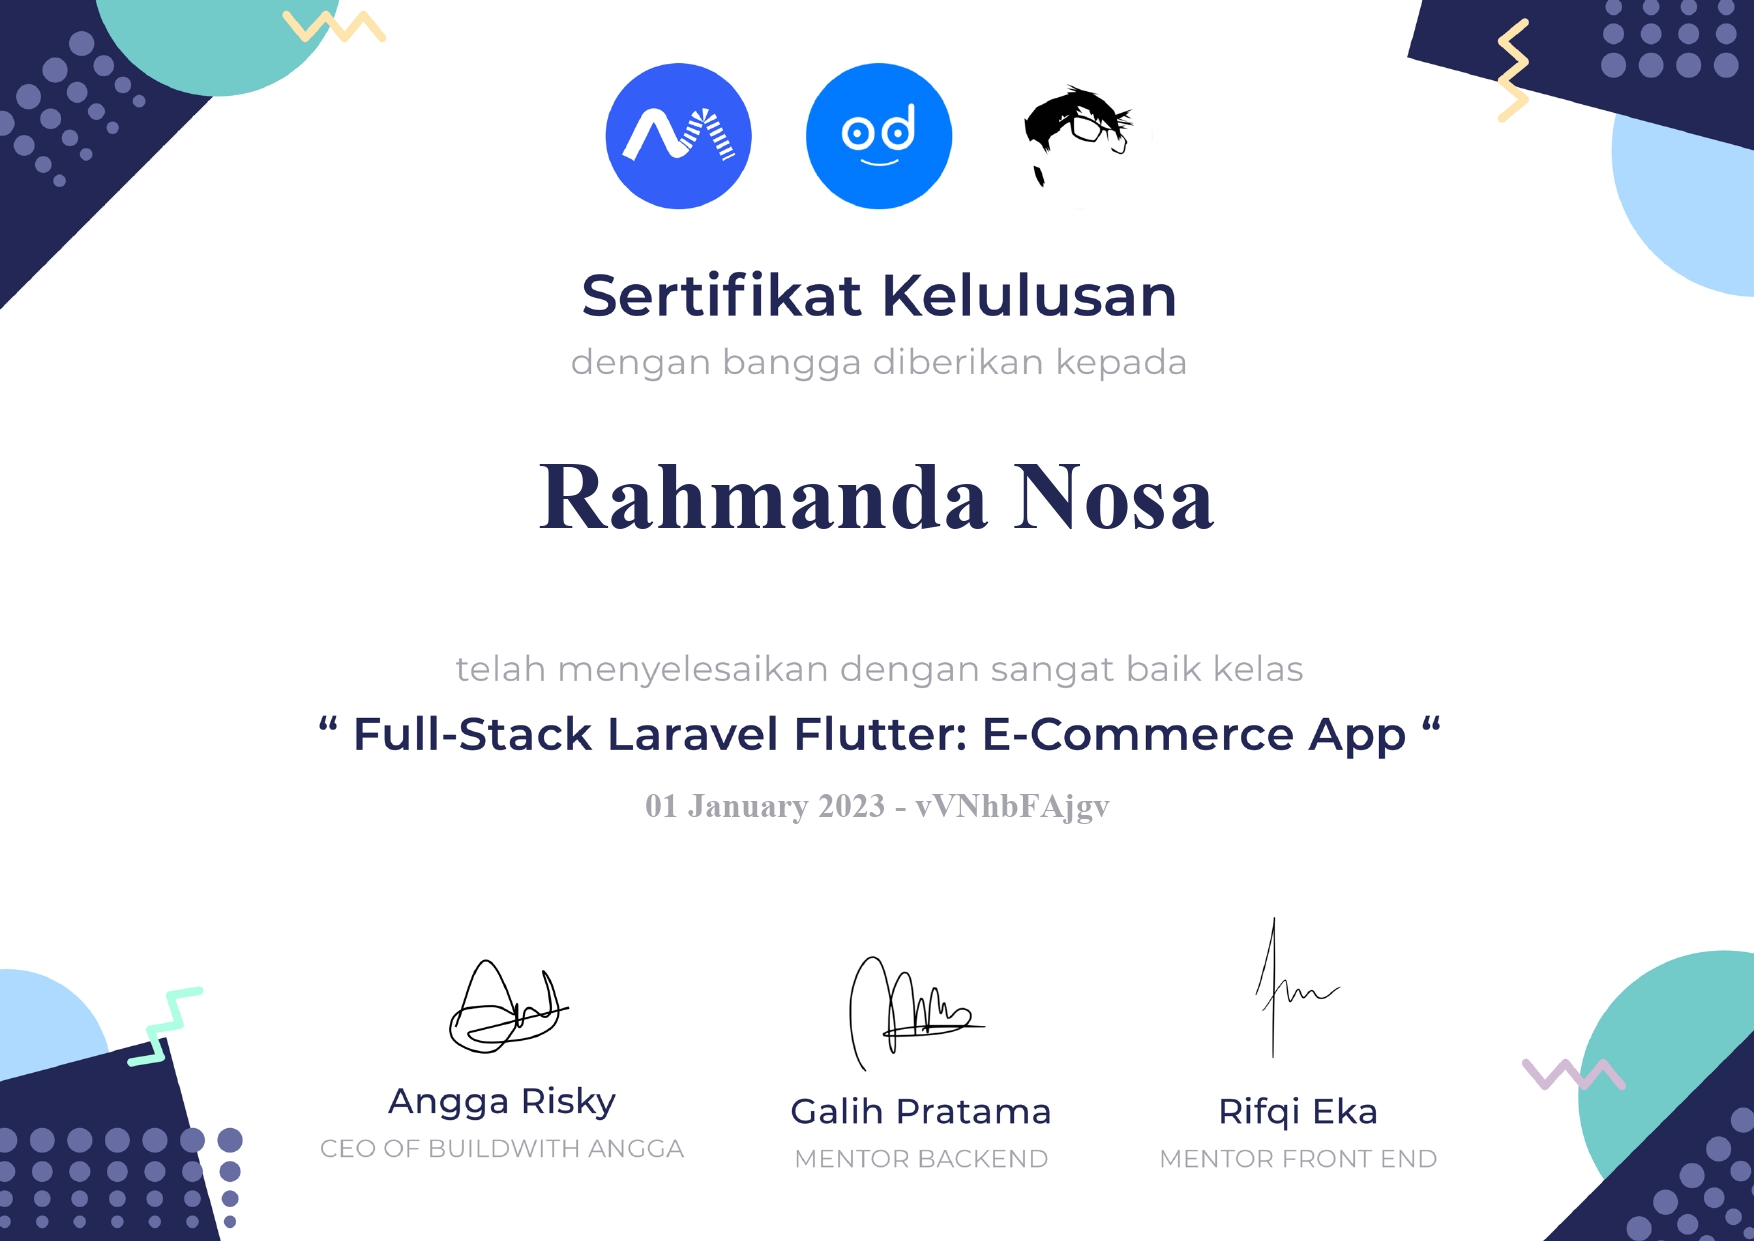 od
Sertifikat Kelulusan
dengan bangga diberikan kepada
Rahmanda Nosa
telah menyelesaikan dengan sangat baik kelas
“ Full-Stack Laravel Flutter: E-Commerce App “
01 January 2023 - vVNhbFAjgv
Angga Risky
CEO OF BUILDWITH ANGGA
Galih Pratama
MENTOR BACKEND
Rifqi Eka
MENTOR FRONT END